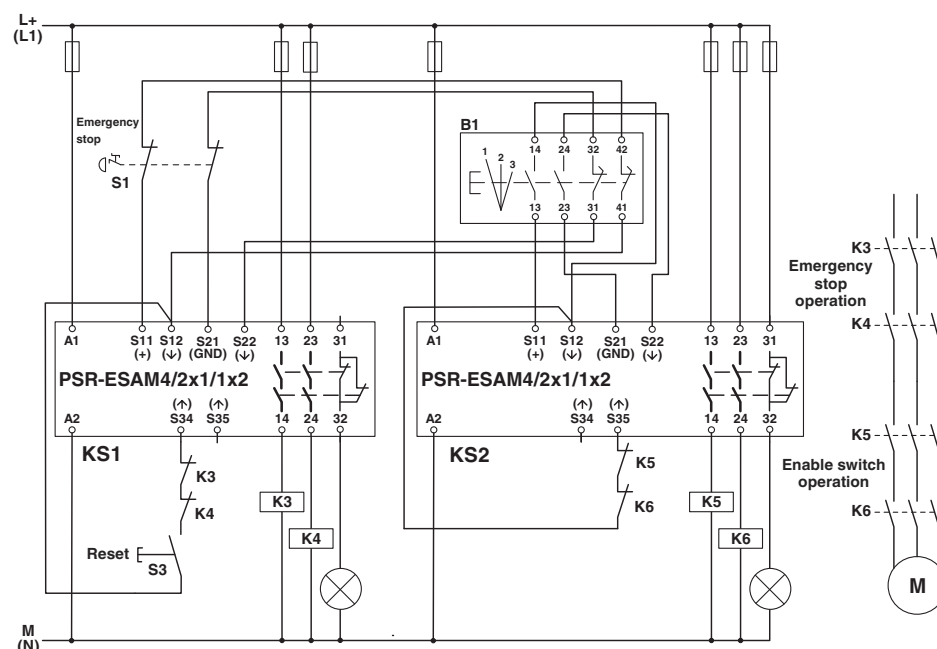 L+
(L1)
Emergency
stop
S1
B1
1
2
3
14
24
32
42
13
23
31
41
K3
Emergency
stop
operation
K4
K5
Enable switch
operation
K6
M
A1
S11
(+)
S12
(↓)
S21
(GND)
S22
(↓)
13
23
31
PSR-ESAM4/2x1/1x2
A2
(↑)
S34
(↑)
S35
14
24
32
KS1
K3
K4
Reset
S3
K3
K4
A1
S11
(+)
S12
(↓)
S21
(GND)
S22
(↓)
13
23
31
PSR-ESAM4/2x1/1x2
A2
(↑)
S34
(↑)
S35
14
24
32
KS2
K5
K6
K5
K6
M
(N)